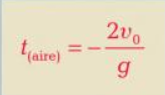 t(aire) = - 2v₀/g